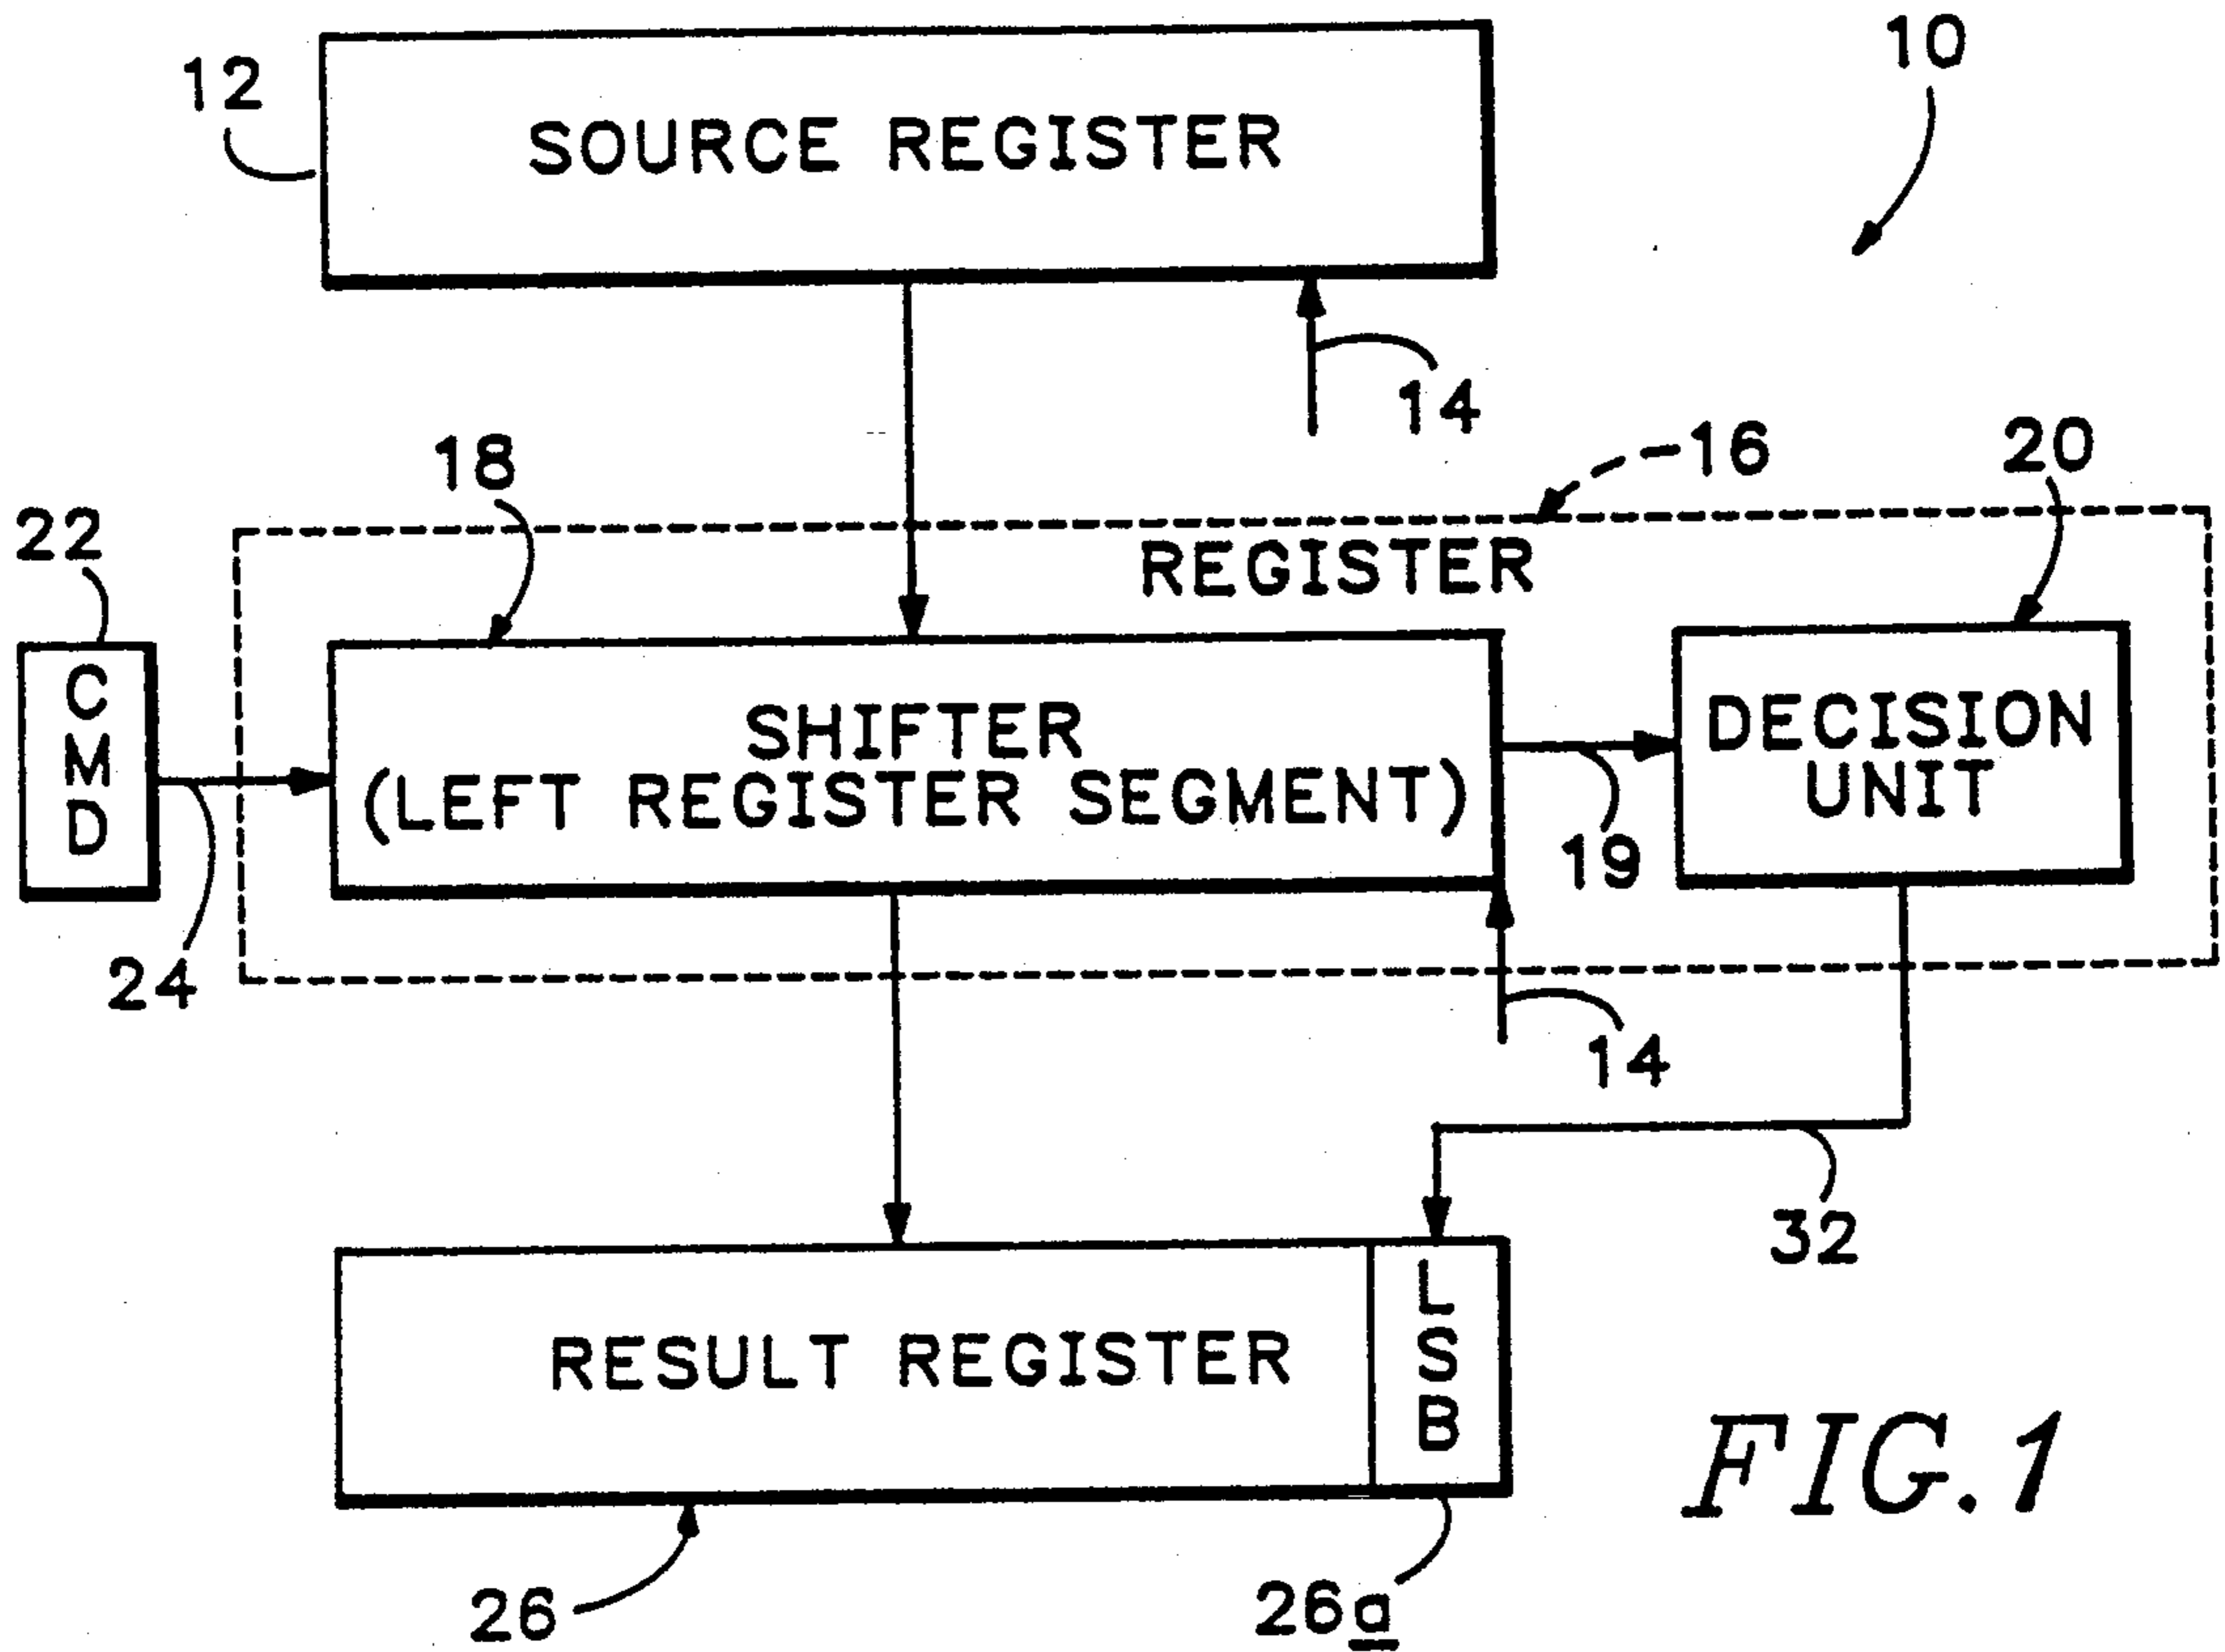 10
12
SOURCE REGISTER
14
18
16
20
22
REGISTER
C
M
D
SHIFTER
(LEFT REGISTER SEGMENT)
DECISION
UNIT
19
24
14
32
RESULT REGISTER
L
S
B
26
26a
FIG.1